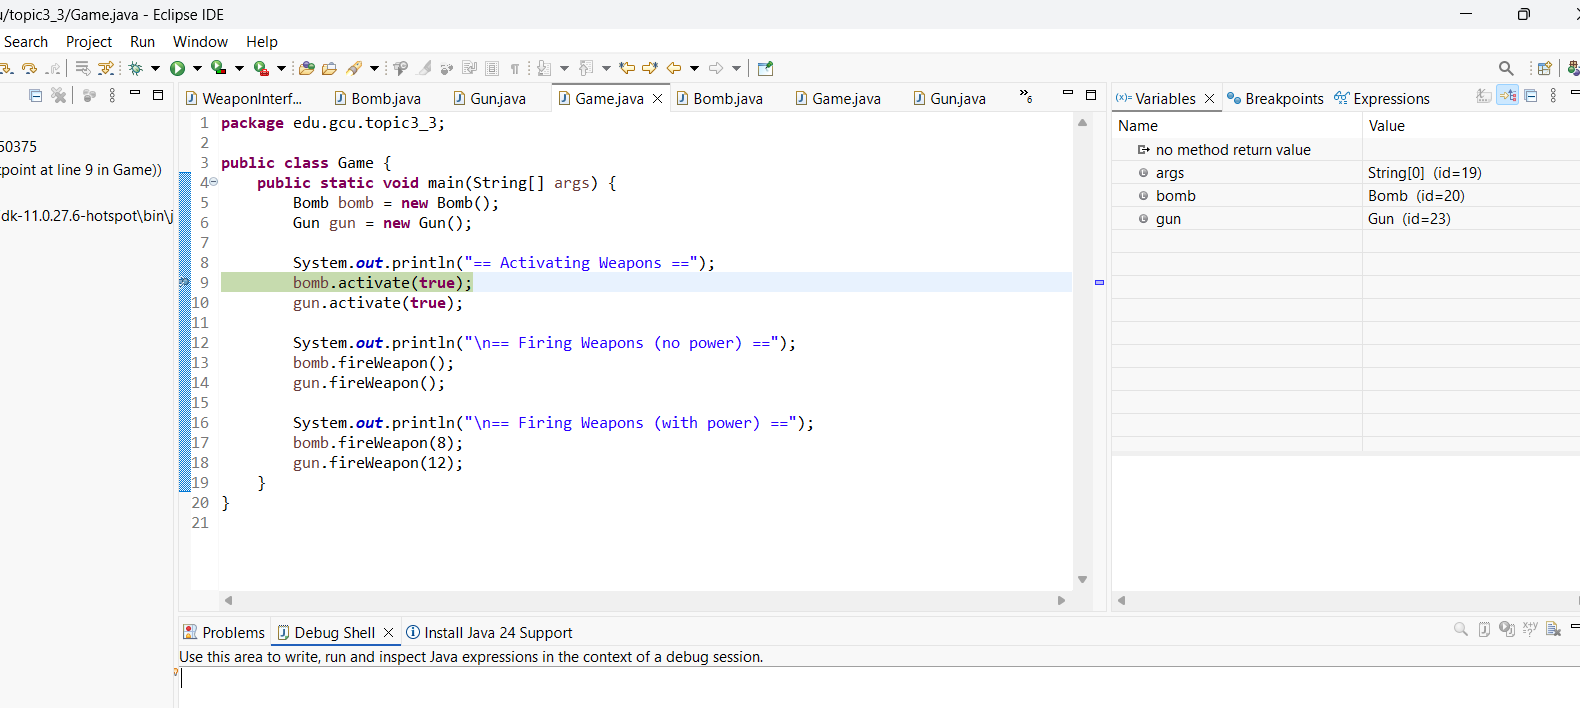 u/topic3_3/Game.java - Eclipse IDE
Search Project Run Window Help
WeaponInterf... Bomb.java Gun.java Game.java Bomb.java Game.java Gun.java 6
(x)= Variables Breakpoints Expressions
50375
point at line 9 in Game))
dk-11.0.27.6-hotspot\bin\j
1 package edu.gcu.topic3_3;
2
3 public class Game {
4 public static void main(String[] args) {
5 Bomb bomb = new Bomb();
6 Gun gun = new Gun();
7
8 System.out.println("== Activating Weapons ==");
9 bomb.activate(true);
10 gun.activate(true);
11
12 System.out.println("\n== Firing Weapons (no power) ==");
13 bomb.fireWeapon();
14 gun.fireWeapon();
15
16 System.out.println("\n== Firing Weapons (with power) ==");
17 bomb.fireWeapon(8);
18 gun.fireWeapon(12);
19 }
20 }
21
Name Value
no method return value
args String[0] (id=19)
bomb Bomb (id=20)
gun Gun (id=23)
Problems Debug Shell Install Java 24 Support
Use this area to write, run and inspect Java expressions in the context of a debug session.